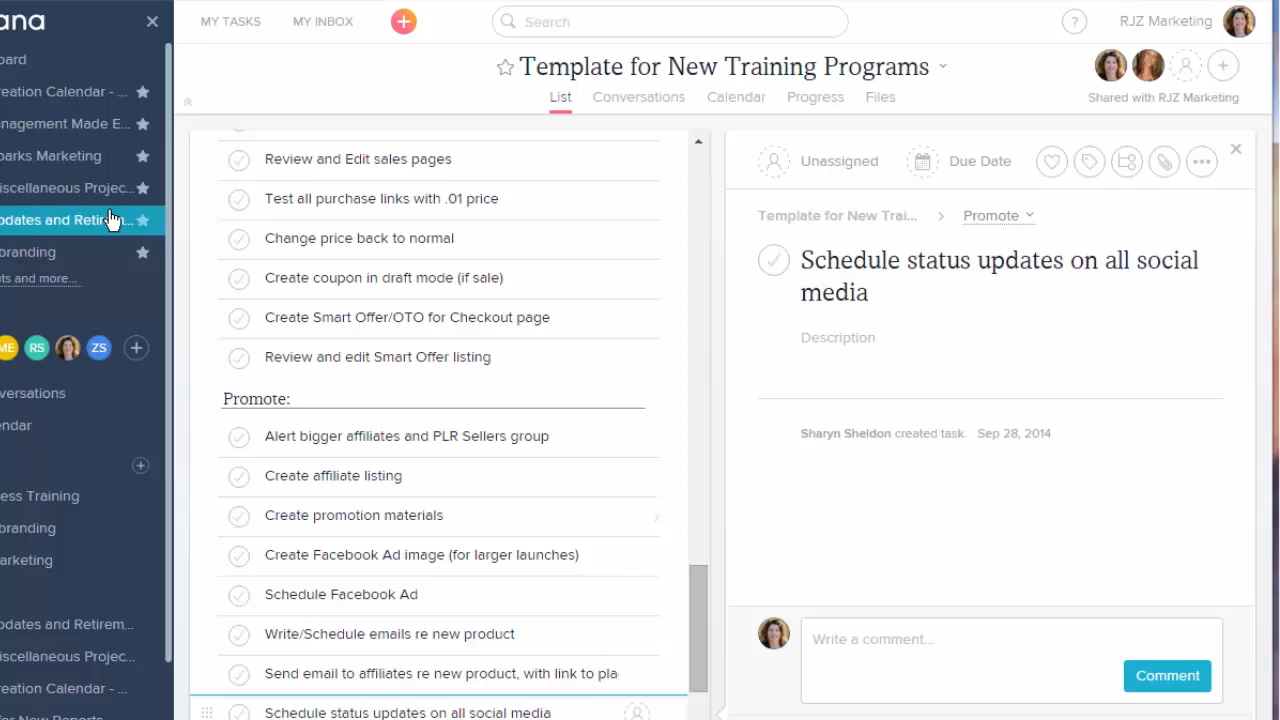 ana
MY TASKS
MY INBOX
Search
?
RJZ Marketing
oard
reation Calendar - ...
nagement Made E...
parks Marketing
iscellaneous Projec...
pdates and Retirem...
branding
ts and more...
ME
RS
ZS
versations
endar
ess Training
branding
arketing
pdates and Retirem...
iscellaneous Projec...
reation Calendar - ...
for New Reports
Template for New Training Programs
List
Conversations
Calendar
Progress
Files
Shared with RJZ Marketing
Review and Edit sales pages
Test all purchase links with .01 price
Change price back to normal
Create coupon in draft mode (if sale)
Create Smart Offer/OTO for Checkout page
Review and edit Smart Offer listing
Promote:
Alert bigger affiliates and PLR Sellers group
Create affiliate listing
Create promotion materials
Create Facebook Ad image (for larger launches)
Schedule Facebook Ad
Write/Schedule emails re new product
Send email to affiliates re new product, with link to pla
Schedule status updates on all social media
Unassigned
Due Date
Template for New Trai...
Promote
Schedule status updates on all social
media
Description
Sharyn Sheldon created task. Sep 28, 2014
Write a comment...
Comment